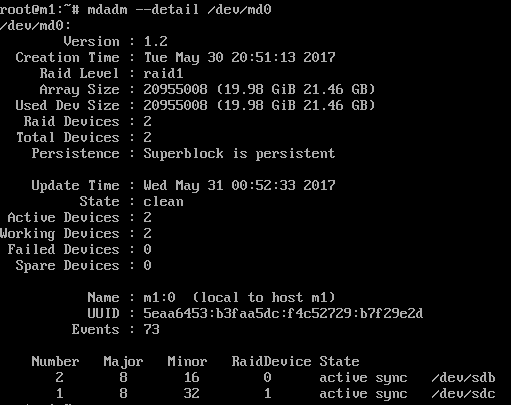 root@m1:~# mdadm --detail /dev/md0
/dev/md0:
Version : 1.2
Creation Time : Tue May 30 20:51:13 2017
Raid Level : raid1
Array Size : 20955008 (19.98 GiB 21.46 GB)
Used Dev Size : 20955008 (19.98 GiB 21.46 GB)
Raid Devices : 2
Total Devices : 2
Persistence : Superblock is persistent
Update Time : Wed May 31 00:52:33 2017
State : clean
Active Devices : 2
Working Devices : 2
Failed Devices : 0
Spare Devices : 0
Name : m1:0 (local to host m1)
UUID : 5eaa6453:b3faa5dc:f4c52729:b7f29e2d
Events : 73
Number Major Minor RaidDevice State
2 8 16 0 active sync /dev/sdb
1 8 32 1 active sync /dev/sdc